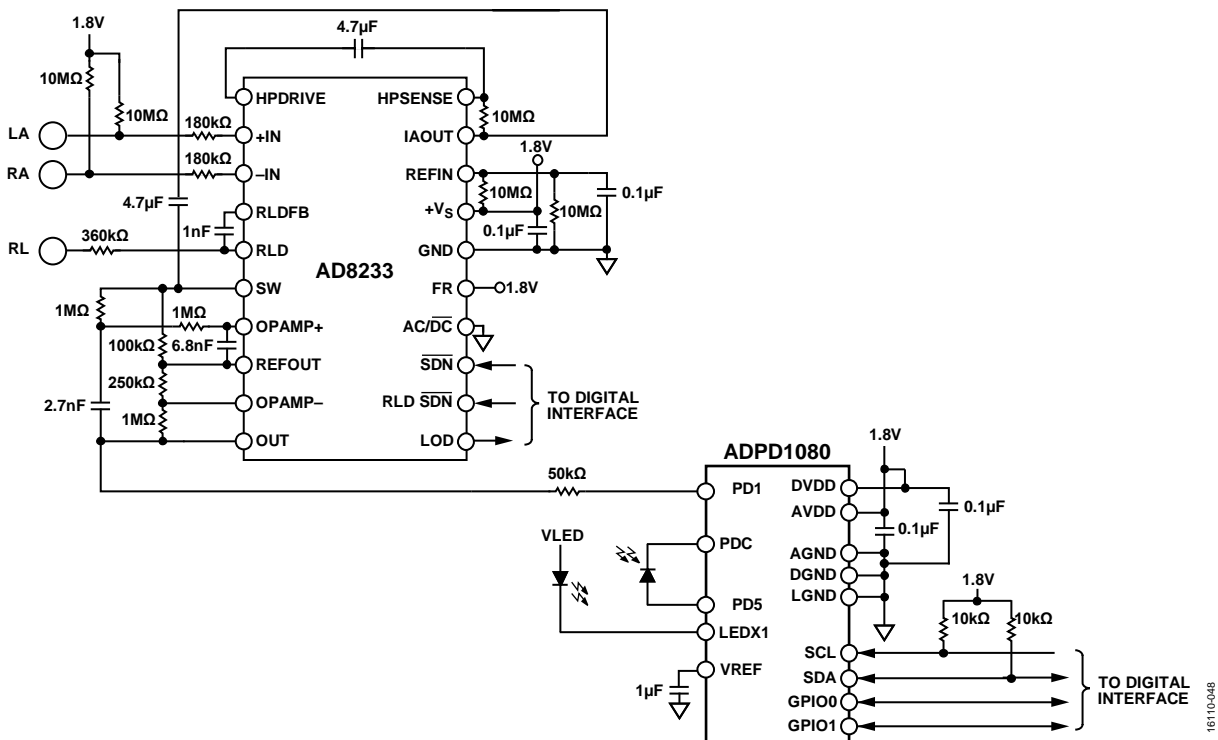 1.8V
4.7µF
10MΩ
10MΩ
HPDRIVE
HPSENSE
10MΩ
LA
180kΩ
+IN
IAOUT
1.8V
RA
180kΩ
–IN
REFIN
10MΩ
10MΩ
0.1µF
4.7µF
RLDFB
+VS
1nF
0.1µF
RL
360kΩ
RLD
GND
AD8233
SW
FR
1.8V
1MΩ
1MΩ
OPAMP+
AC/DC
100kΩ
6.8nF
REFOUT
SDN
250kΩ
2.7nF
OPAMP–
RLD SDN
TO DIGITAL
INTERFACE
1MΩ
OUT
LOD
1.8V
ADPD1080
50kΩ
PD1
DVDD
0.1µF
AVDD
0.1µF
VLED
PDC
AGND
DGND
1.8V
PD5
LGND
10kΩ
10kΩ
LEDX1
SCL
VREF
SDA
1µF
GPIO0
TO DIGITAL
INTERFACE
GPIO1
16110-048